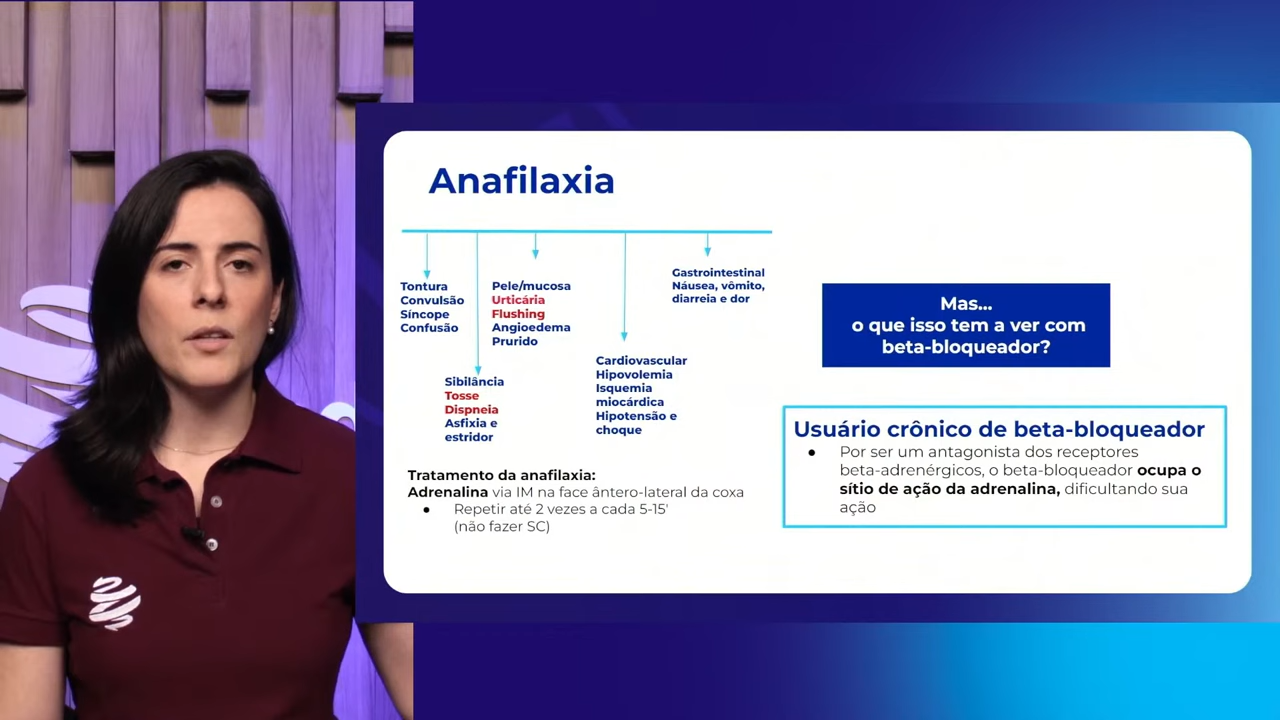 Anafilaxia
Tontura
Convulsão
Síncope
Confusão
Sibilância
Tosse
Dispneia
Asfixia e
estridor
Pele/mucosa
Urticária
Flushing
Angioedema
Prurido
Cardiovascular
Hipovolemia
Isquemia
miocárdica
Hipotensão e
choque
Gastrointestinal
Náusea, vômito,
diarreia e dor
Tratamento da anafilaxia:
Adrenalina via IM na face ântero-lateral da coxa
● Repetir até 2 vezes a cada 5-15'
(não fazer SC)
Mas...
o que isso tem a ver com
beta-bloqueador?
Usuário crônico de beta-bloqueador
● Por ser um antagonista dos receptores
beta-adrenérgicos, o beta-bloqueador ocupa o
sítio de ação da adrenalina, dificultando sua
ação